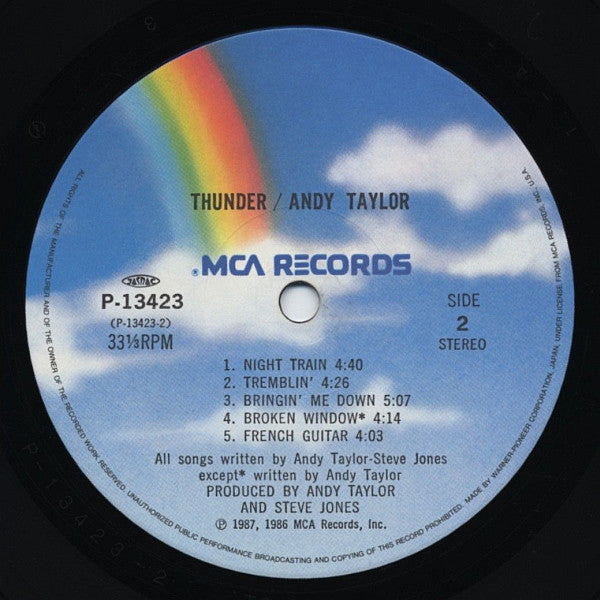 THUNDER / ANDY TAYLOR
MCA RECORDS
JASRAC
P-13423
(P-13423-2)
33⅓RPM
SIDE
2
STEREO
1. NIGHT TRAIN 4:40
2. TREMBLIN' 4:26
3. BRINGIN' ME DOWN 5:07
4. BROKEN WINDOW* 4:14
5. FRENCH GUITAR 4:03
All songs written by Andy Taylor-Steve Jones
except* written by Andy Taylor
PRODUCED BY ANDY TAYLOR
AND STEVE JONES
℗ 1987, 1986 MCA Records, Inc.
ALL RIGHTS OF THE MANUFACTURER AND OF THE OWNER OF THE RECORDED WORK RESERVED. UNAUTHORIZED PUBLIC PERFORMANCE BROADCASTING AND COPYING OF THIS RECORD PROHIBITED. MADE BY WARNER-PIONEER CORPORATION, JAPAN, UNDER LICENSE FROM MCA RECORDS, INC. U.S.A.